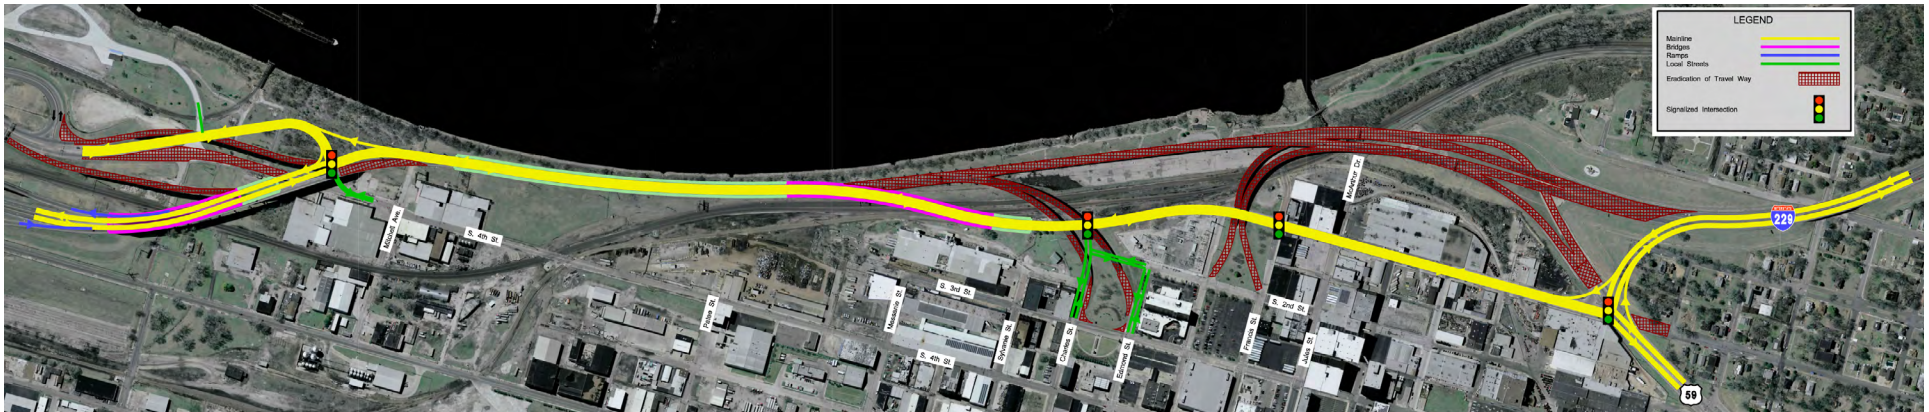 LEGEND
Mainline
Bridges
Ramps
Local Streets
Eradication of Travel Way
Signalized Intersection
INTERSTATE
229
McArthur Dr.
Mitchell Ave.
S. 4th St.
Patee St.
Messanie St.
S. 3rd St.
S. 4th St.
Sylvanie St.
Charles St.
Edmond St.
Francis St.
S. 2nd St.
Jules St.
59